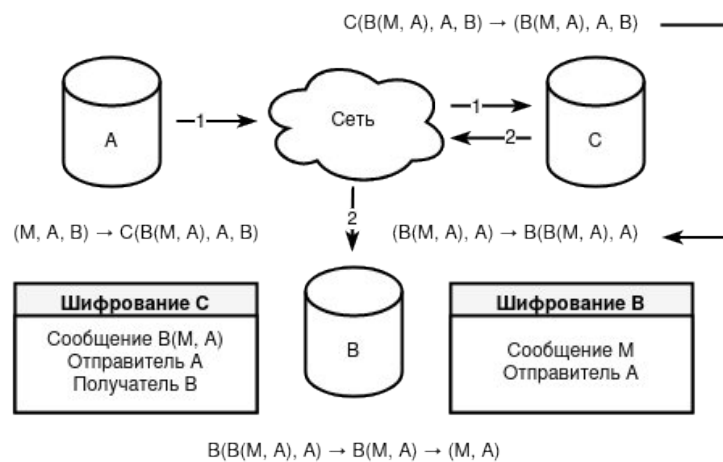 C(B(M, A), A, B) → (B(M, A), A, B)
A
1
Сеть
1
2
C
2
(M, A, B) → C(B(M, A), A, B)
(B(M, A), A) → B(B(M, A), A)
Шифрование C
Сообщение B(M, A)
Отправитель A
Получатель B
B
Шифрование B
Сообщение M
Отправитель A
B(B(M, A), A) → B(M, A) → (M, A)